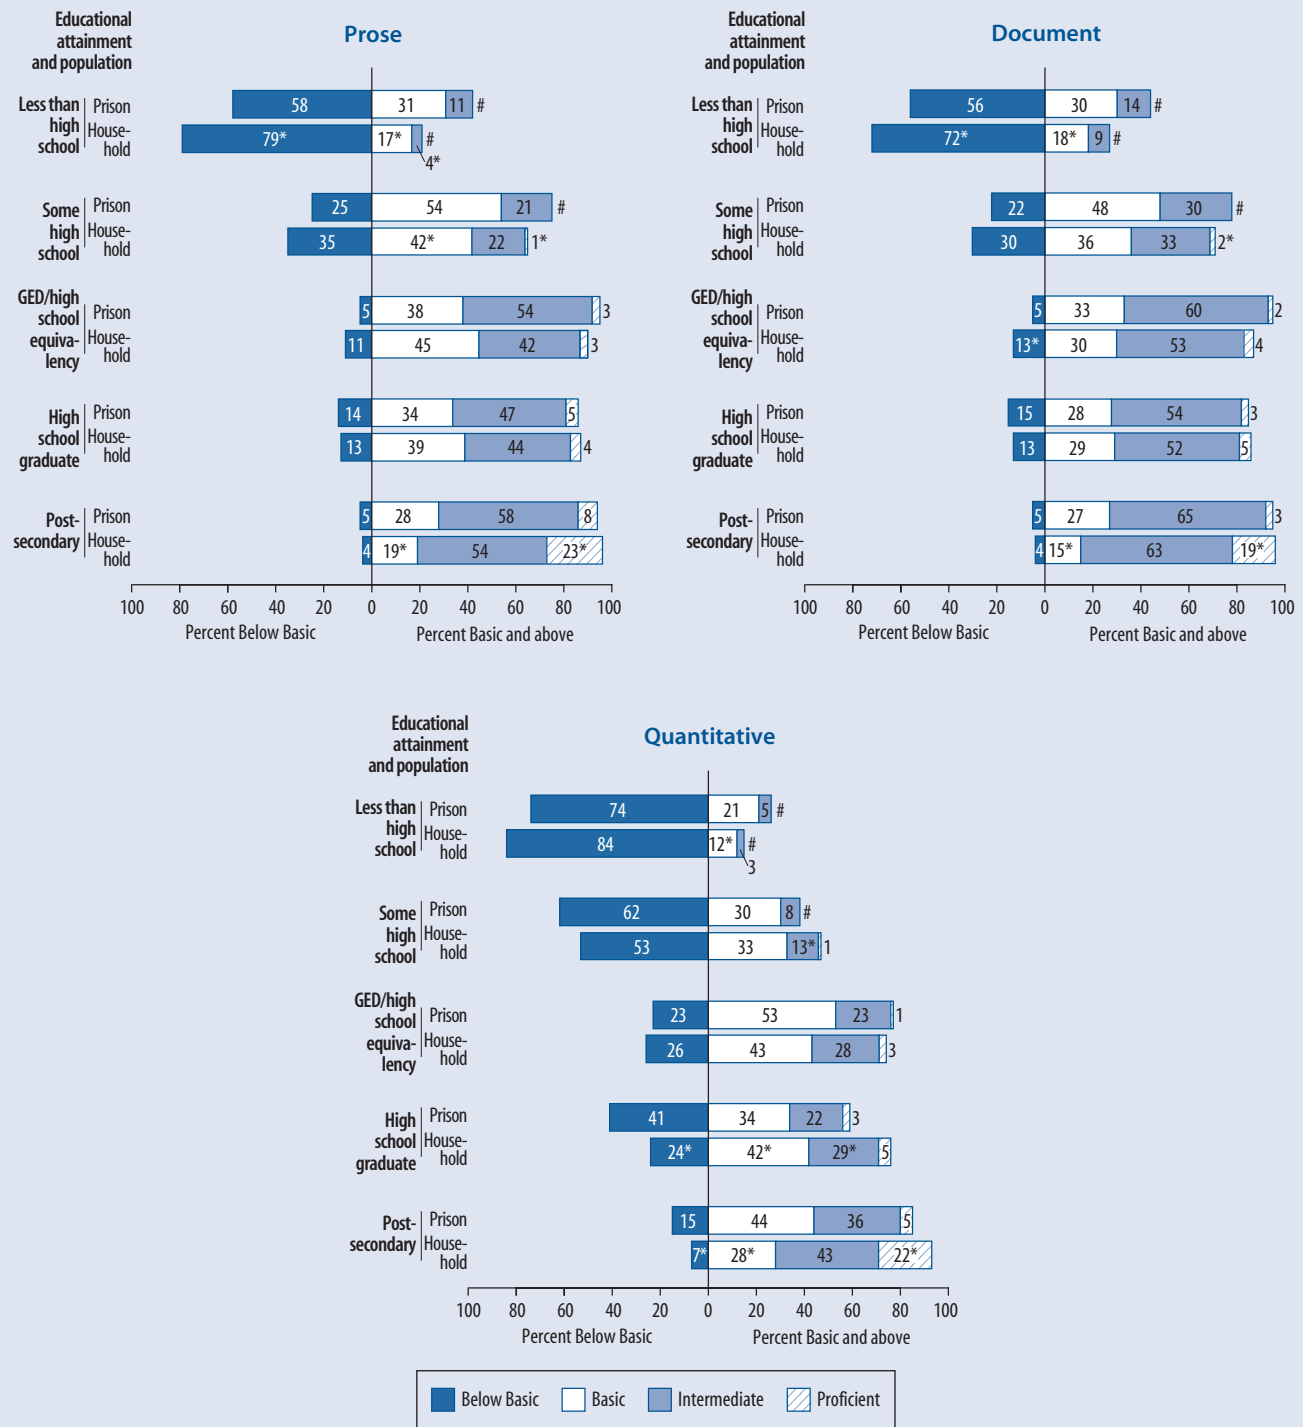 Educational
attainment
and population
Prose
Less than
high
school
Prison
58 31 11 #
House-
hold
79* 17* #
4*
Some
high
school
Prison
25 54 21 #
House-
hold
35 42* 22 1*
GED/high
school
equiva-
lency
Prison
5 38 54 3
House-
hold
11 45 42 3
High
school
graduate
Prison
14 34 47 5
House-
hold
13 39 44 4
Post-
secondary
Prison
5 28 58 8
House-
hold
4 19* 54 23*
100 80 60 40 20 0 20 40 60 80 100
Percent Below Basic Percent Basic and above
Educational
attainment
and population
Document
Less than
high
school
Prison
56 30 14 #
House-
hold
72* 18* 9 #
Some
high
school
Prison
22 48 30 #
House-
hold
30 36 33 2*
GED/high
school
equiva-
lency
Prison
5 33 60 2
House-
hold
13* 30 53 4
High
school
graduate
Prison
15 28 54 3
House-
hold
13 29 52 5
Post-
secondary
Prison
5 27 65 3
House-
hold
4 15* 63 19*
100 80 60 40 20 0 20 40 60 80 100
Percent Below Basic Percent Basic and above
Educational
attainment
and population
Quantitative
Less than
high
school
Prison
74 21 5 #
House-
hold
84 12* #
3
Some
high
school
Prison
62 30 8 #
House-
hold
53 33 13* 1
GED/high
school
equiva-
lency
Prison
23 53 23 1
House-
hold
26 43 28 3
High
school
graduate
Prison
41 34 22 3
House-
hold
24* 42* 29* 5
Post-
secondary
Prison
15 44 36 5
House-
hold
7* 28* 43 22*
100 80 60 40 20 0 20 40 60 80 100
Percent Below Basic Percent Basic and above
Below Basic Basic Intermediate Proficient